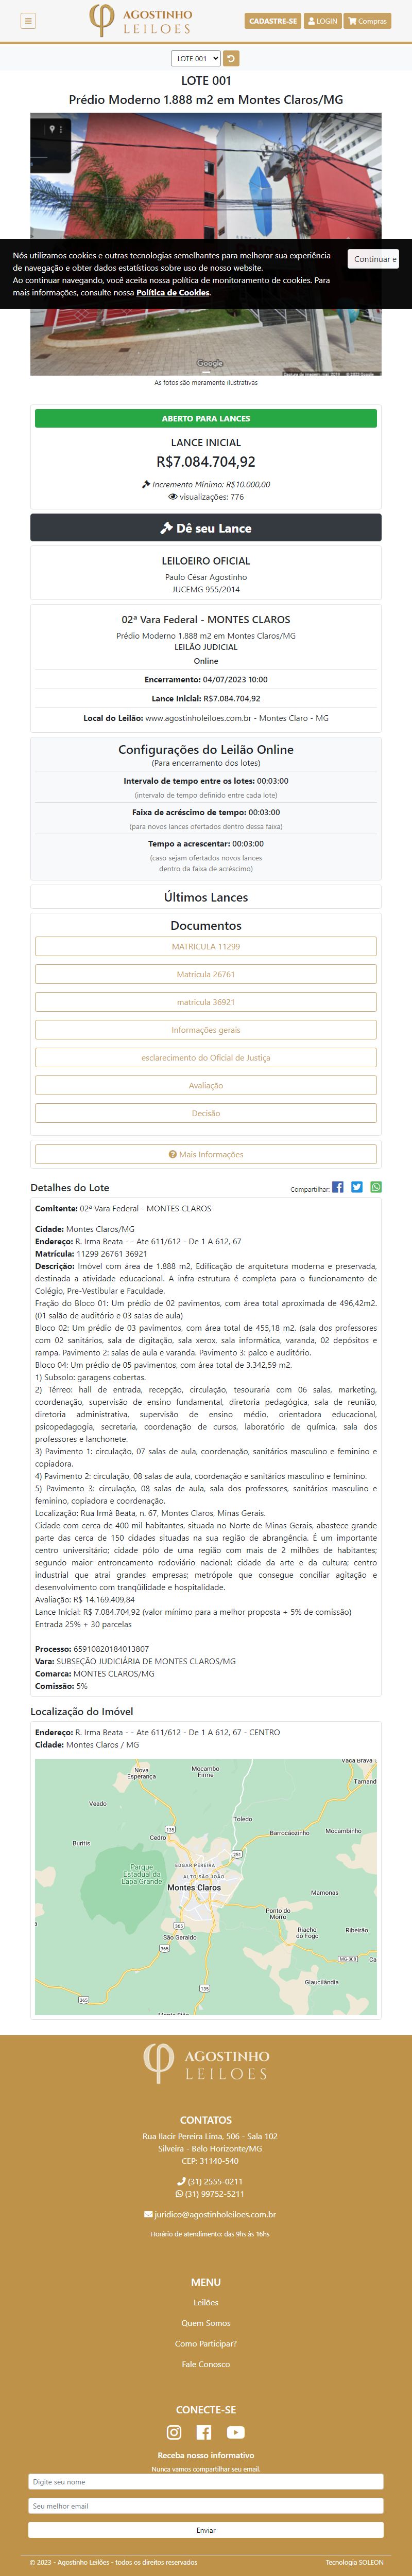 AGOSTINHO
LEILOES
CADASTRE-SE
LOGIN
Compras
LOTE 001
LOTE 001
Prédio Moderno 1.888 m2 em Montes Claros/MG
Nós utilizamos cookies e outras tecnologias semelhantes para melhorar sua experiência
de navegação e obter dados estatísticos sobre uso de nosso website.
Ao continuar navegando, você aceita nossa política de monitoramento de cookies. Para
mais informações, consulte nossa Política de Cookies.
Continuar e
Google
As fotos são meramente ilustrativas
ABERTO PARA LANCES
LANCE INICIAL
R$7.084.704,92
Incremento Mínimo: R$10.000,00
visualizações: 776
Dê seu Lance
LEILOEIRO OFICIAL
Paulo César Agostinho
JUCEMG 955/2014
02ª Vara Federal - MONTES CLAROS
Prédio Moderno 1.888 m2 em Montes Claros/MG
LEILÃO JUDICIAL
Online
Encerramento: 04/07/2023 10:00
Lance Inicial: R$7.084.704,92
Local do Leilão: www.agostinholeiloes.com.br - Montes Claro - MG
Configurações do Leilão Online
(Para encerramento dos lotes)
Intervalo de tempo entre os lotes: 00:03:00
(intervalo de tempo definido entre cada lote)
Faixa de acréscimo de tempo: 00:03:00
(para novos lances ofertados dentro dessa faixa)
Tempo a acrescentar: 00:03:00
(caso sejam ofertados novos lances
dentro da faixa de acréscimo)
Últimos Lances
Documentos
MATRICULA 11299
Matricula 26761
matricula 36921
Informações gerais
esclarecimento do Oficial de Justiça
Avaliação
Decisão
Mais Informações
Detalhes do Lote
Compartilhar:
Comitente: 02ª Vara Federal - MONTES CLAROS
Cidade: Montes Claros/MG
Endereço: R. Irma Beata - - Ate 611/612 - De 1 A 612, 67
Matrícula: 11299 26761 36921
Descrição: Imóvel com área de 1.888 m2, Edificação de arquitetura moderna e preservada,
destinada a atividade educacional. A infra-estrutura é completa para o funcionamento de
Colégio, Pre-Vestibular e Faculdade.
Fração do Bloco 01: Um prédio de 02 pavimentos, com área total aproximada de 496,42m2.
(01 salão de auditório e 03 salas de aula)
Bloco 02: Um prédio de 03 pavimentos, com área total de 455,18 m2. (sala dos professores
com 02 sanitários, sala de digitação, sala xerox, sala informática, varanda, 02 depósitos e
rampa. Pavimento 2: salas de aula e varanda. Pavimento 3: palco e auditório.
Bloco 04: Um prédio de 05 pavimentos, com área total de 3.342,59 m2.
1) Subsolo: garagens cobertas.
2) Térreo: hall de entrada, recepção, circulação, tesouraria com 06 salas, marketing,
coordenação, supervisão de ensino fundamental, diretoria pedagógica, sala de reunião,
diretoria administrativa, supervisão de ensino médio, orientadora educacional,
psicopedagogia, secretaria, coordenação de cursos, laboratório de química, sala dos
professores e lanchonete.
3) Pavimento 1: circulação, 07 salas de aula, coordenação, sanitários masculino e feminino e
copiadora.
4) Pavimento 2: circulação, 08 salas de aula, coordenação e sanitários masculino e feminino.
5) Pavimento 3: circulação, 08 salas de aula, sala dos professores, sanitários masculino e
feminino, copiadora e coordenação.
Localização: Rua Irmã Beata, n. 67, Montes Claros, Minas Gerais.
Cidade com cerca de 400 mil habitantes, situada no Norte de Minas Gerais, abastece grande
parte das cerca de 150 cidades situadas na sua região de abrangência. É um importante
centro universitário; cidade pólo de uma região com mais de 2 milhões de habitantes;
segundo maior entroncamento rodoviário nacional; cidade da arte e da cultura; centro
industrial que atrai grandes empresas; metrópole que consegue conciliar agitação e
desenvolvimento com tranqüilidade e hospitalidade.
Avaliação: R$ 14.169.409,84
Lance Inicial: R$ 7.084.704,92 (valor mínimo para a melhor proposta + 5% de comissão)
Entrada 25% + 30 parcelas
Processo: 65910820184013807
Vara: SUBSEÇÃO JUDICIÁRIA DE MONTES CLAROS/MG
Comarca: MONTES CLAROS/MG
Comissão: 5%
Localização do Imóvel
Endereço: R. Irma Beata - - Ate 611/612 - De 1 A 612, 67 - CENTRO
Cidade: Montes Claros / MG
Vaca Brava
Nova
Esperança
Mocambo
Firme
Tamand
Veado
Toledo
135
Cedro
Barrocãozinho
Mocambinho
Buritis
251
EDGAR PEREIRA
Parque
Estadual da
Lapa Grande
ALTO SÃO JOÃO
Montes Claros
Mamonas
Ponto do
Morro
365
Riacho
do Fogo
Ribeirão
São Geraldo
365
MG-308
Ca
Glaucilândia
135
365
AGOSTINHO
LEILOES
CONTATOS
Rua Ilacir Pereira Lima, 506 - Sala 102
Silveira - Belo Horizonte/MG
CEP: 31140-540
(31) 2555-0211
(31) 99752-5211
juridico@agostinholeiloes.com.br
Horário de atendimento: das 9hs às 16hs
MENU
Leilões
Quem Somos
Como Participar?
Fale Conosco
CONECTE-SE
Receba nosso informativo
Nunca vamos compartilhar seu email.
Digite seu nome
Seu melhor email
Enviar
© 2023 - Agostinho Leilões - todos os direitos reservados
Tecnologia SOLEON